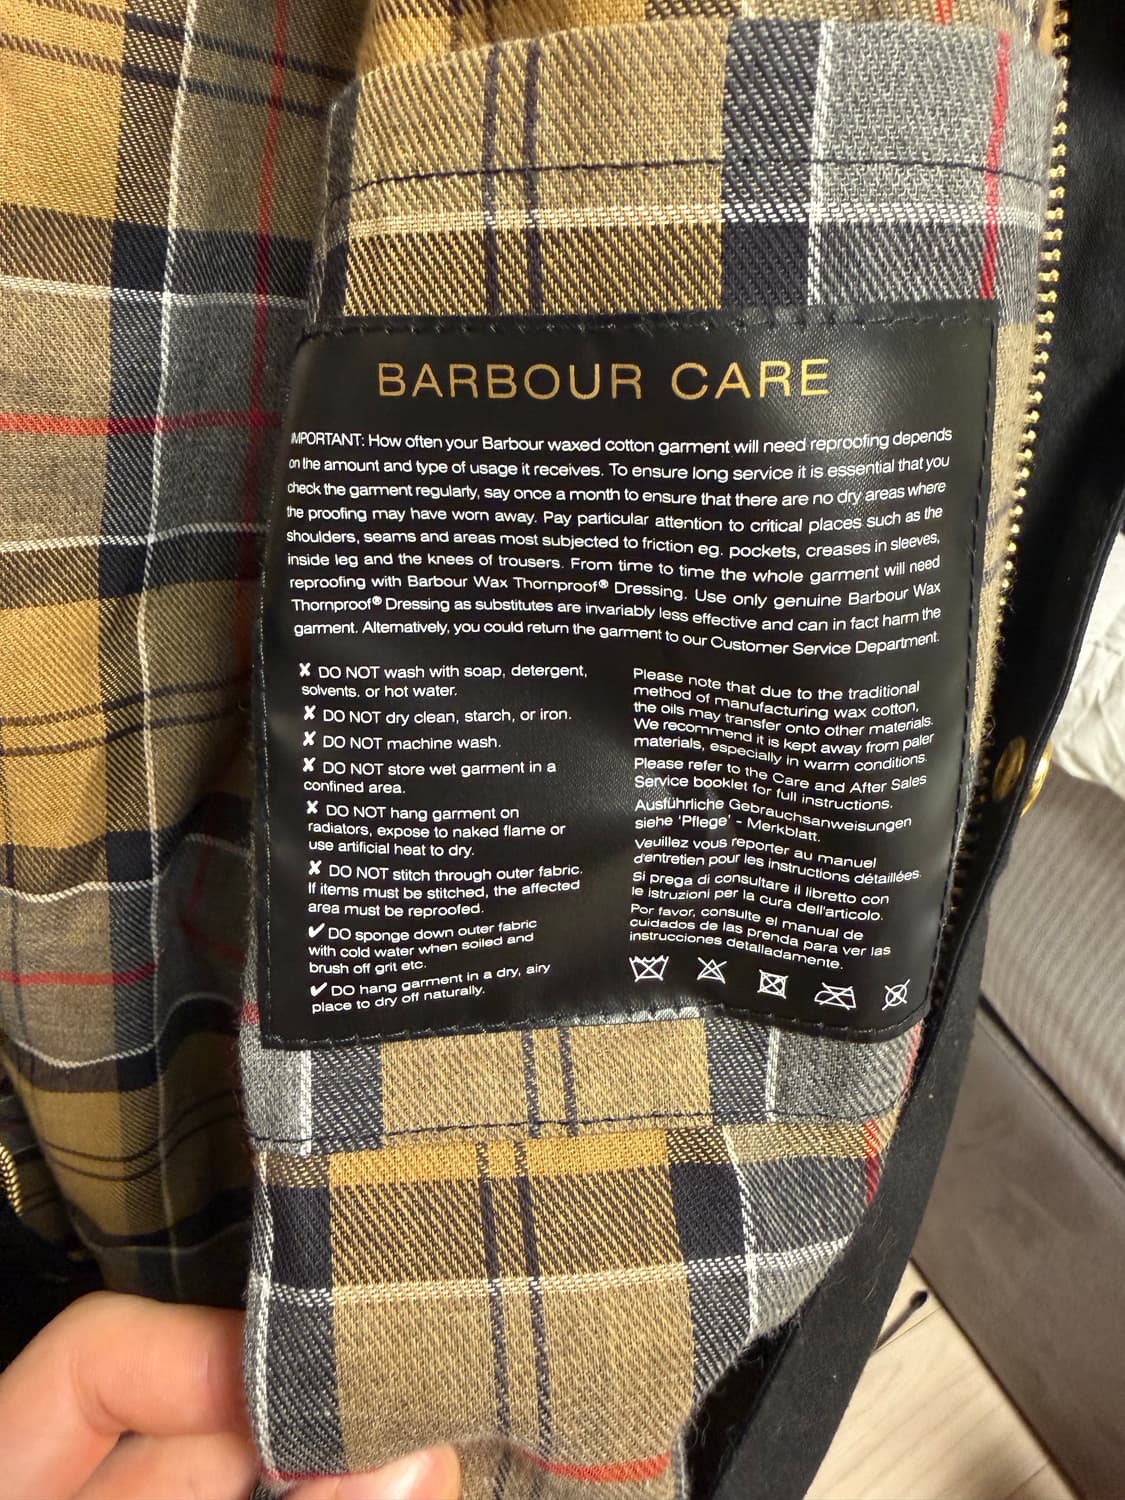 BARBOUR CARE
IMPORTANT: How often your Barbour waxed cotton garment will need reproofing depends
on the amount and type of usage it receives. To ensure long service it is essential that you
check the garment regularly, say once a month to ensure that there are no dry areas where
the proofing may have worn away. Pay particular attention to critical places such as the
shoulders, seams and areas most subjected to friction eg. pockets, creases in sleeves,
inside leg and the knees of trousers. From time to time the whole garment will need
reproofing with Barbour Wax Thornproof® Dressing. Use only genuine Barbour Wax
Thornproof® Dressing as substitutes are invariably less effective and can in fact harm the
garment. Alternatively, you could return the garment to our Customer Service Department.
✘ DO NOT wash with soap, detergent,
solvents. or hot water.
✘ DO NOT dry clean, starch, or iron.
✘ DO NOT machine wash.
✘ DO NOT store wet garment in a
confined area.
✘ DO NOT hang garment on
radiators, expose to naked flame or
use artificial heat to dry.
✘ DO NOT stitch through outer fabric.
If items must be stitched, the affected
area must be reproofed.
✔ DO sponge down outer fabric
with cold water when soiled and
brush off grit etc.
✔ DO hang garment in a dry, airy
place to dry off naturally.
Please note that due to the traditional
method of manufacturing wax cotton,
the oils may transfer onto other materials.
We recommend it is kept away from paler
materials, especially in warm conditions.
Please refer to the Care and After Sales
Service booklet for full instructions.
Ausführliche Gebrauchsanweisungen
siehe 'Pflege' - Merkblatt.
Veuillez vous reporter au manuel
d'entretien pour les instructions détaillées.
Si prega di consultare il libretto con
le istruzioni per la cura dell'articolo.
Por favor, consulte el manual de
cuidados de las prenda para ver las
instrucciones detalladamente.